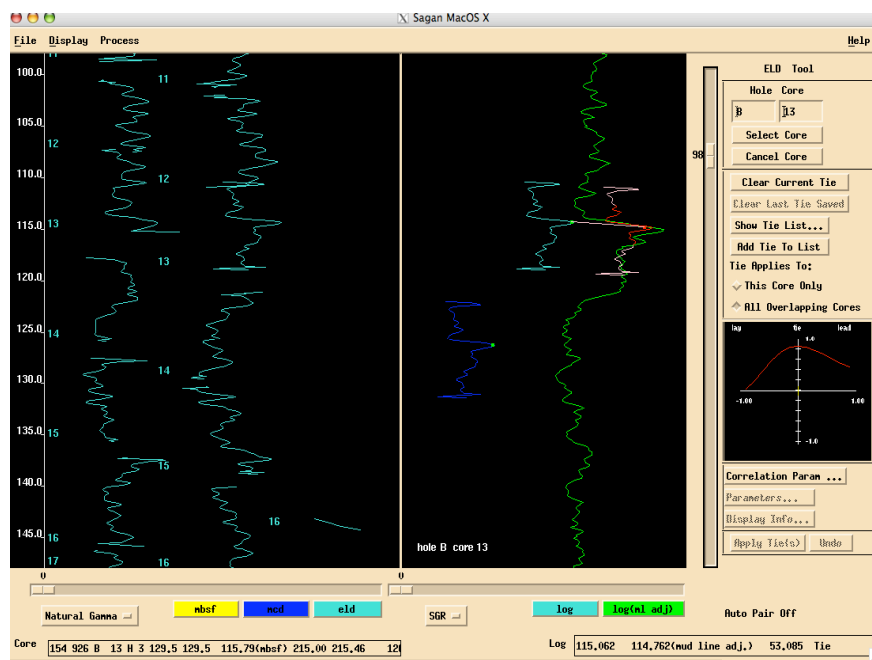 X Sagan MacOS X
File Display Process Help
100.0
105.0
110.0
115.0
120.0
125.0
130.0
135.0
140.0
145.0
11
12
13
14
15
16
17
11
12
13
14
15
16
16
hole B core 13
98
ELD Tool
Hole Core
B 13
Select Core
Cancel Core
Clear Current Tie
Clear Last Tie Saved
Show Tie List...
Add Tie To List
Tie Applies To:
This Core Only
All Overlapping Cores
lag tie lead
1.0
-1.00 1.00
-1.0
Correlation Param ...
Parameters...
Display Info...
Apply Tie(s) Undo
0 0
Natural Gamma mbsf mcd eld SGR log log(ml adj) Auto Pair Off
Core 154 926 B 13 H 3 129.5 129.5 115.79(mbsf) 215.00 215.46 Log 115.062 114.762(mud line adj.) 53.085 Tie